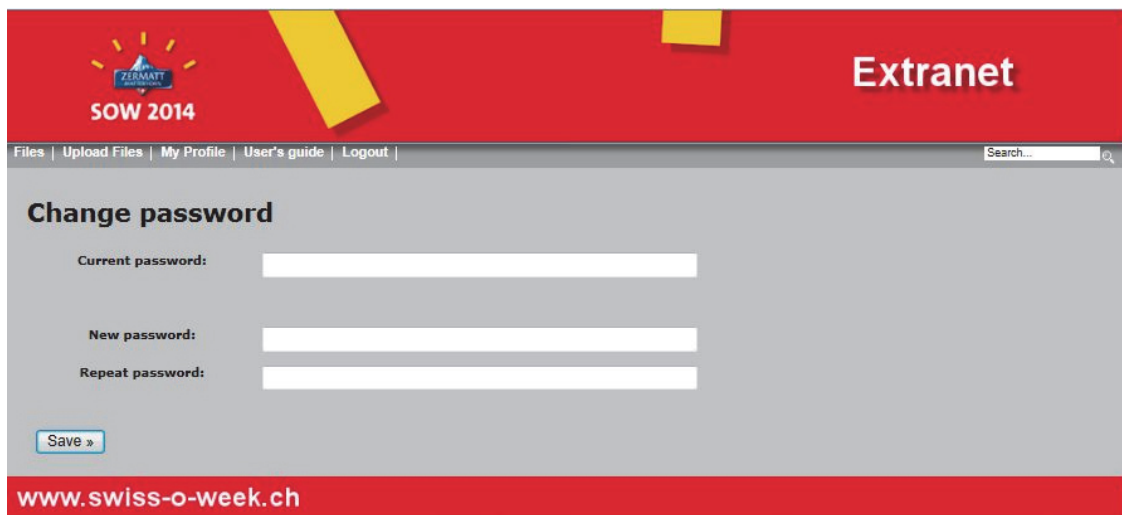 ZERMATT
SOW 2014
Extranet
Files | Upload Files | My Profile | User's guide | Logout |
Search...
Change password
Current password:
New password:
Repeat password:
Save »
www.swiss-o-week.ch